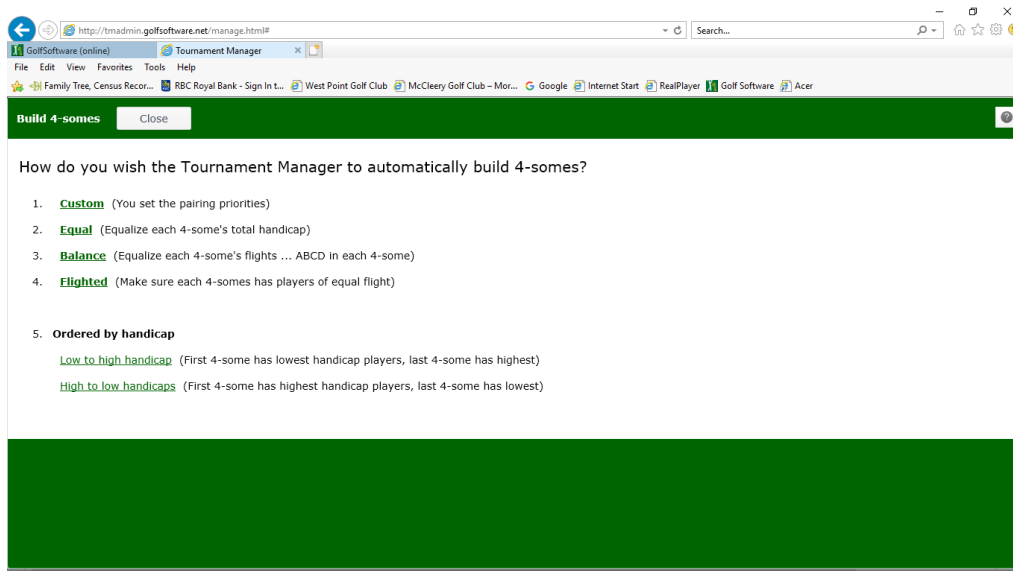 http://tmadmin.golfsoftware.net/manage.html#
Search...
GolfSoftware (online)
Tournament Manager
File Edit View Favorites Tools Help
Family Tree, Census Recor... RBC Royal Bank - Sign In t... West Point Golf Club McCleery Golf Club – Mor... Google Internet Start RealPlayer Golf Software Acer
Build 4-somes Close
How do you wish the Tournament Manager to automatically build 4-somes?
1. Custom (You set the pairing priorities)
2. Equal (Equalize each 4-some's total handicap)
3. Balance (Equalize each 4-some's flights ... ABCD in each 4-some)
4. Flighted (Make sure each 4-somes has players of equal flight)
5. Ordered by handicap
Low to high handicap (First 4-some has lowest handicap players, last 4-some has highest)
High to low handicaps (First 4-some has highest handicap players, last 4-some has lowest)